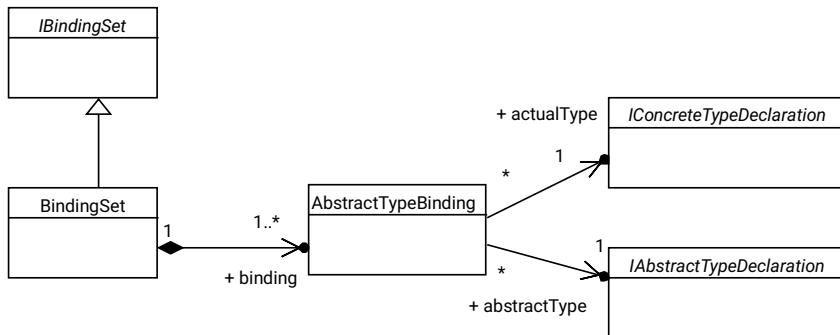 IBindingSet
+ actualType
IConcreteTypeDeclaration
1
*
BindingSet
AbstractTypeBinding
1
1..*
1
+ binding
*
IAbstractTypeDeclaration
+ abstractType